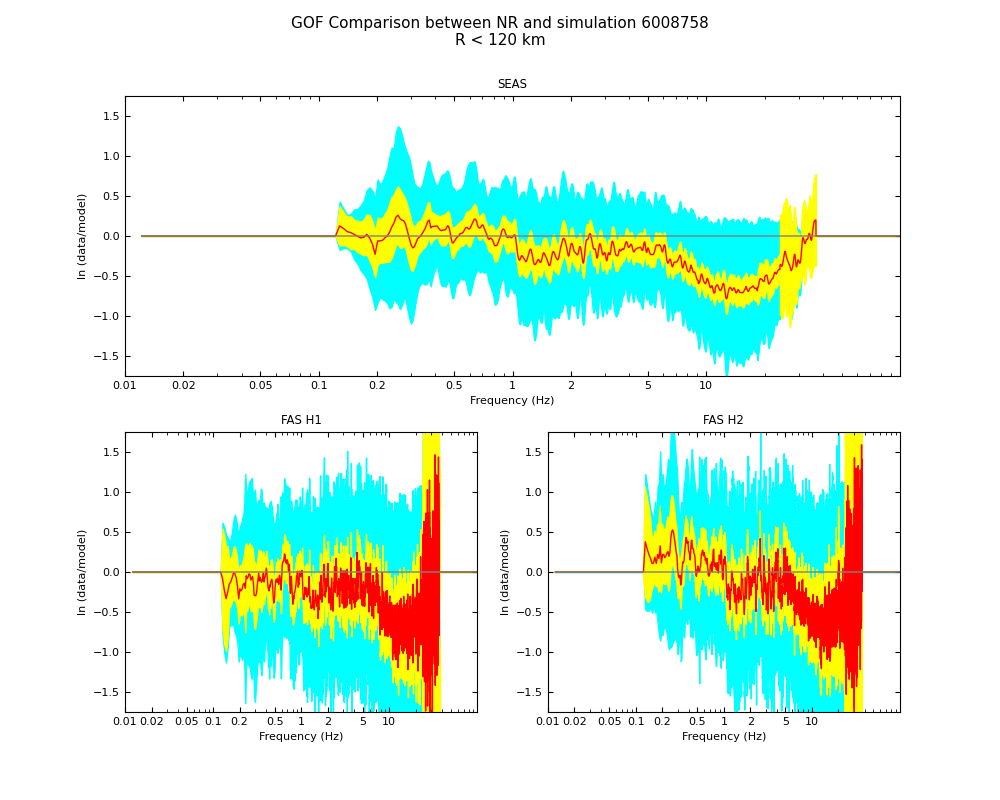 GOF Comparison between NR and simulation 6008758
R < 120 km
SEAS
ln (data/model)
1.5
1.0
0.5
0.0
−0.5
−1.0
−1.5
0.01 0.02 0.05 0.1 0.2 0.5 1 2 5 10
Frequency (Hz)
FAS H1
ln (data/model)
1.5
1.0
0.5
0.0
−0.5
−1.0
−1.5
0.01 0.02 0.05 0.1 0.2 0.5 1 2 5 10
Frequency (Hz)
FAS H2
ln (data/model)
1.5
1.0
0.5
0.0
−0.5
−1.0
−1.5
0.01 0.02 0.05 0.1 0.2 0.5 1 2 5 10
Frequency (Hz)